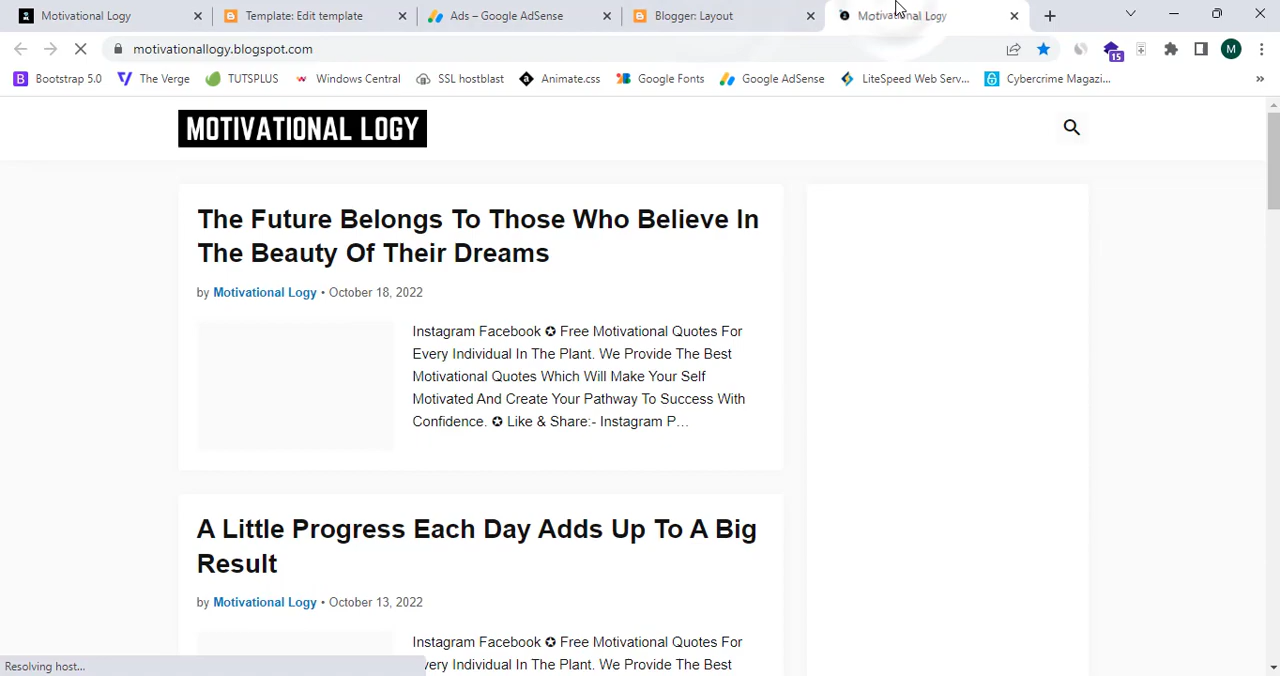 Motivational Logy
Template: Edit template
Ads – Google AdSense
Blogger: Layout
Motivational Logy
motivationallogy.blogspot.com
15
M
B Bootstrap 5.0
The Verge
TUTSPLUS
Windows Central
SSL hostblast
Animate.css
Google Fonts
Google AdSense
LiteSpeed Web Serv...
Cybercrime Magazi...
»
MOTIVATIONAL LOGY
The Future Belongs To Those Who Believe In
The Beauty Of Their Dreams
by Motivational Logy • October 18, 2022
Instagram Facebook ✪ Free Motivational Quotes For
Every Individual In The Plant. We Provide The Best
Motivational Quotes Which Will Make Your Self
Motivated And Create Your Pathway To Success With
Confidence. ✪ Like & Share:- Instagram P…
A Little Progress Each Day Adds Up To A Big
Result
by Motivational Logy • October 13, 2022
Instagram Facebook ✪ Free Motivational Quotes For
Every Individual In The Plant. We Provide The Best
Resolving host...